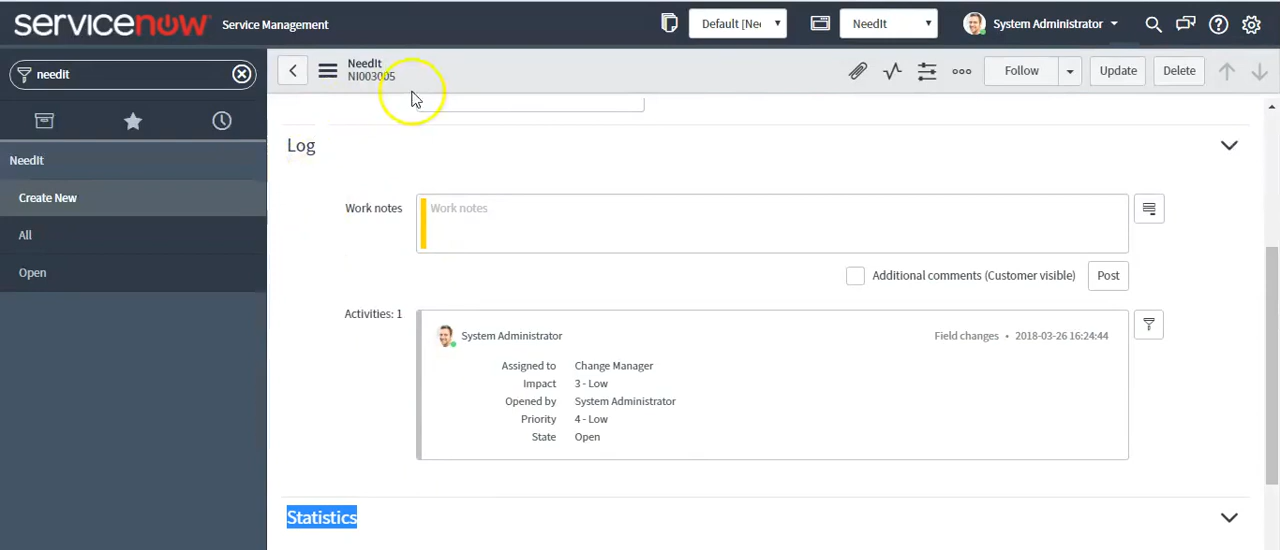 servicenow Service Management
Default [Nee
NeedIt
System Administrator
needit
NeedIt
NI003005
Follow
Update
Delete
NeedIt
Create New
All
Open
Log
Work notes
Work notes
Additional comments (Customer visible)
Post
Activities: 1
System Administrator
Field changes • 2018-03-26 16:24:44
Assigned to Change Manager
Impact 3 - Low
Opened by System Administrator
Priority 4 - Low
State Open
Statistics